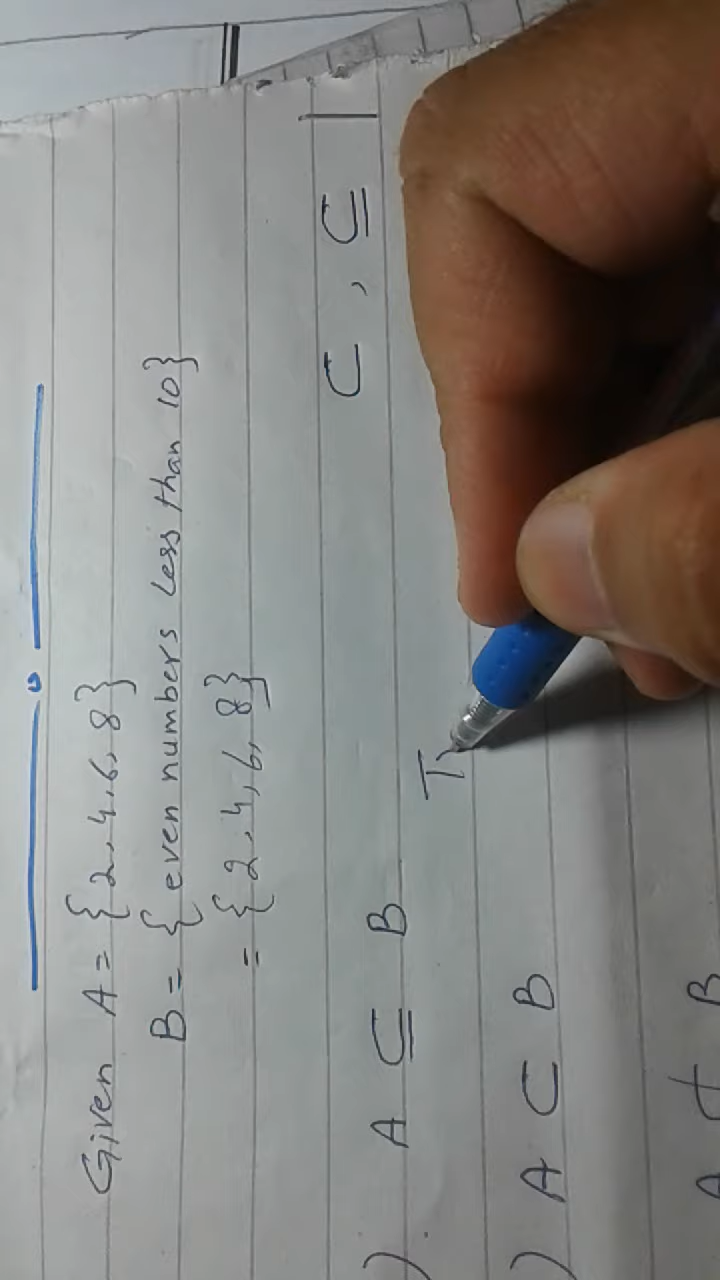 Given A = {2, 4, 6, 8}
B = {even numbers less than 10}
= {2, 4, 6, 8}
⊂ , ⊆
) A ⊆ B
T
) A ⊂ B
A ⊄ B